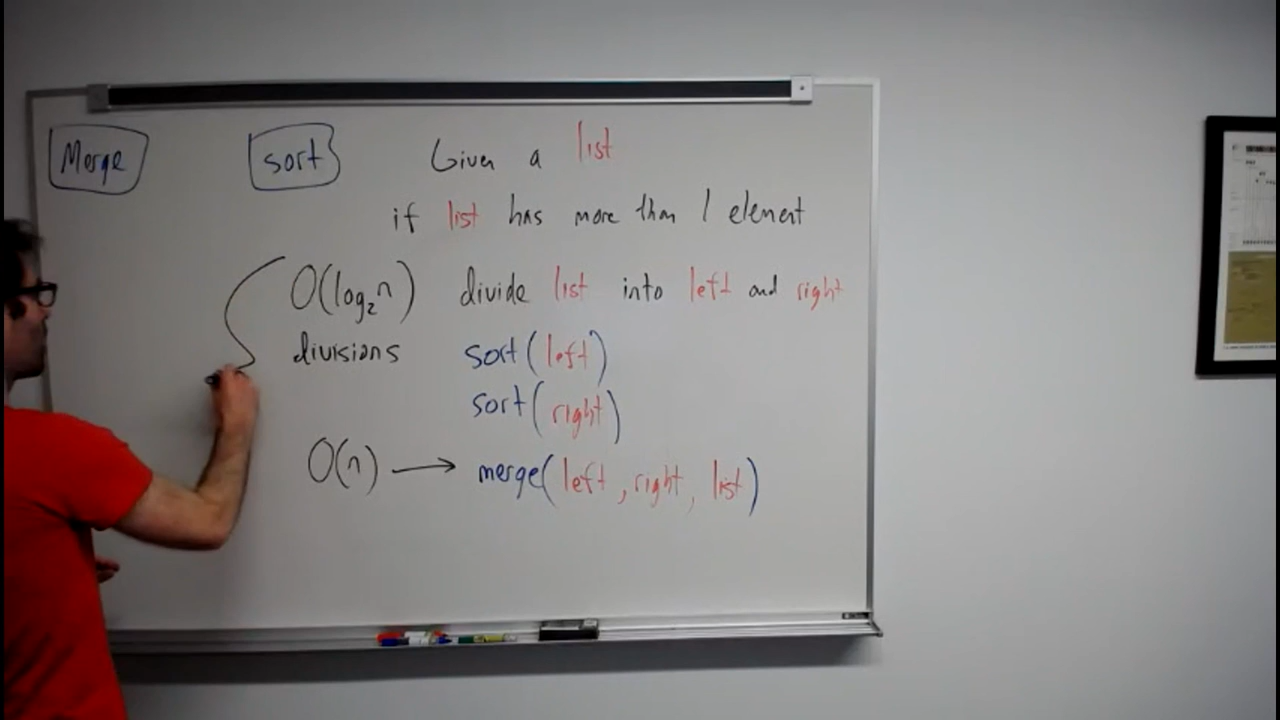 Merge sort Given a list
if list has more than 1 element
O(log₂n) divide list into left and right
divisions sort(left)
sort(right)
O(n) → merge(left, right, list)